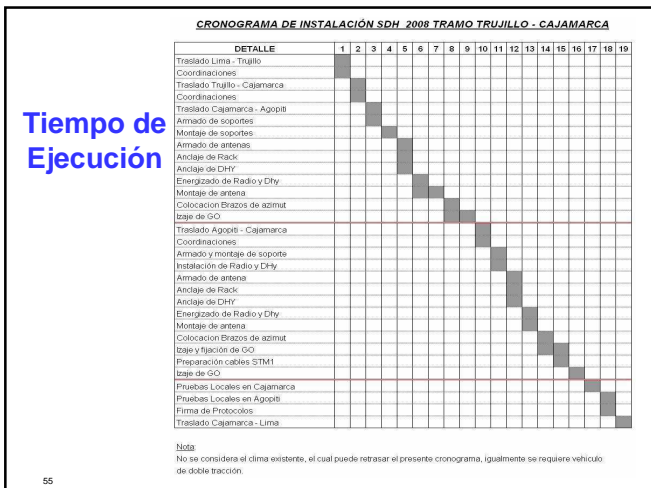 CRONOGRAMA DE INSTALACIÓN SDH 2008 TRAMO TRUJILLO - CAJAMARCA
Tiempo de
Ejecución
DETALLE 1 2 3 4 5 6 7 8 9 10 11 12 13 14 15 16 17 18 19
Traslado Lima - Trujillo
Coordinaciones
Traslado Trujillo - Cajamarca
Coordinaciones
Traslado Cajamarca - Agopiti
Armado de soportes
Montaje de soportes
Armado de antenas
Anclaje de Rack
Anclaje de DHY
Energizado de Radio y Dhy
Montaje de antena
Colocacion Brazos de azimut
Izaje de GO
Traslado Agopiti - Cajamarca
Coordinaciones
Armado y montaje de soporte
Instalación de Radio y DHy
Armado de antena
Anclaje de Rack
Anclaje de DHY
Energizado de Radio y Dhy
Montaje de antena
Colocacion Brazos de azimut
Izaje y fijación de GO
Preparación cables STM1
Izaje de GO
Pruebas Locales en Cajamarca
Pruebas Locales en Agopiti
Firma de Protocolos
Traslado Cajamarca - Lima
Nota:
No se considera el clima existente, el cual puede retrasar el presente cronograma, igualmente se requiere vehiculo
de doble tracción.
55